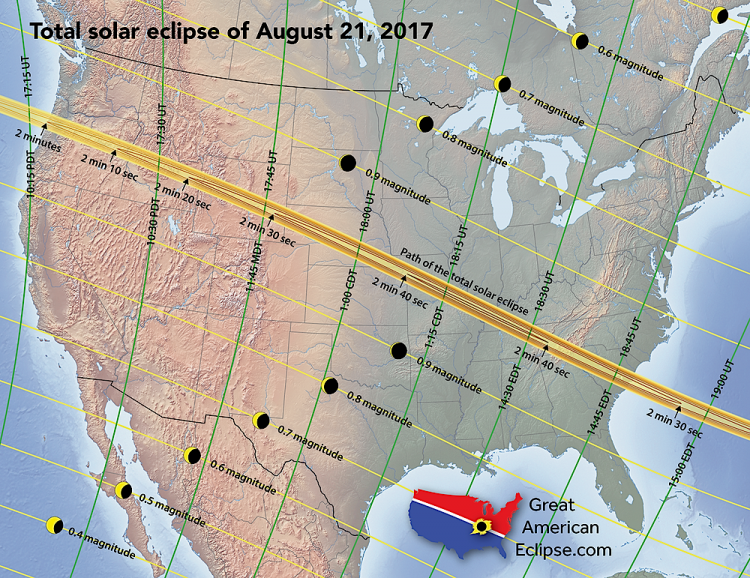 Total solar eclipse of August 21, 2017
0.6 magnitude
0.7 magnitude
0.8 magnitude
0.9 magnitude
17:15 UT
17:30 UT
17:45 UT
18:00 UT
18:15 UT
18:30 UT
18:45 UT
19:00 UT
2 minutes
2 min 10 sec
2 min 20 sec
2 min 30 sec
2 min 40 sec
2 min 40 sec
2 min 30 sec
Path of the total solar eclipse
10:15 PDT
10:30 PDT
11:45 MDT
1:00 CDT
1:15 CDT
14:30 EDT
14:45 EDT
15:00 EDT
0.9 magnitude
0.8 magnitude
0.7 magnitude
0.6 magnitude
0.5 magnitude
0.4 magnitude
Great
American
Eclipse.com